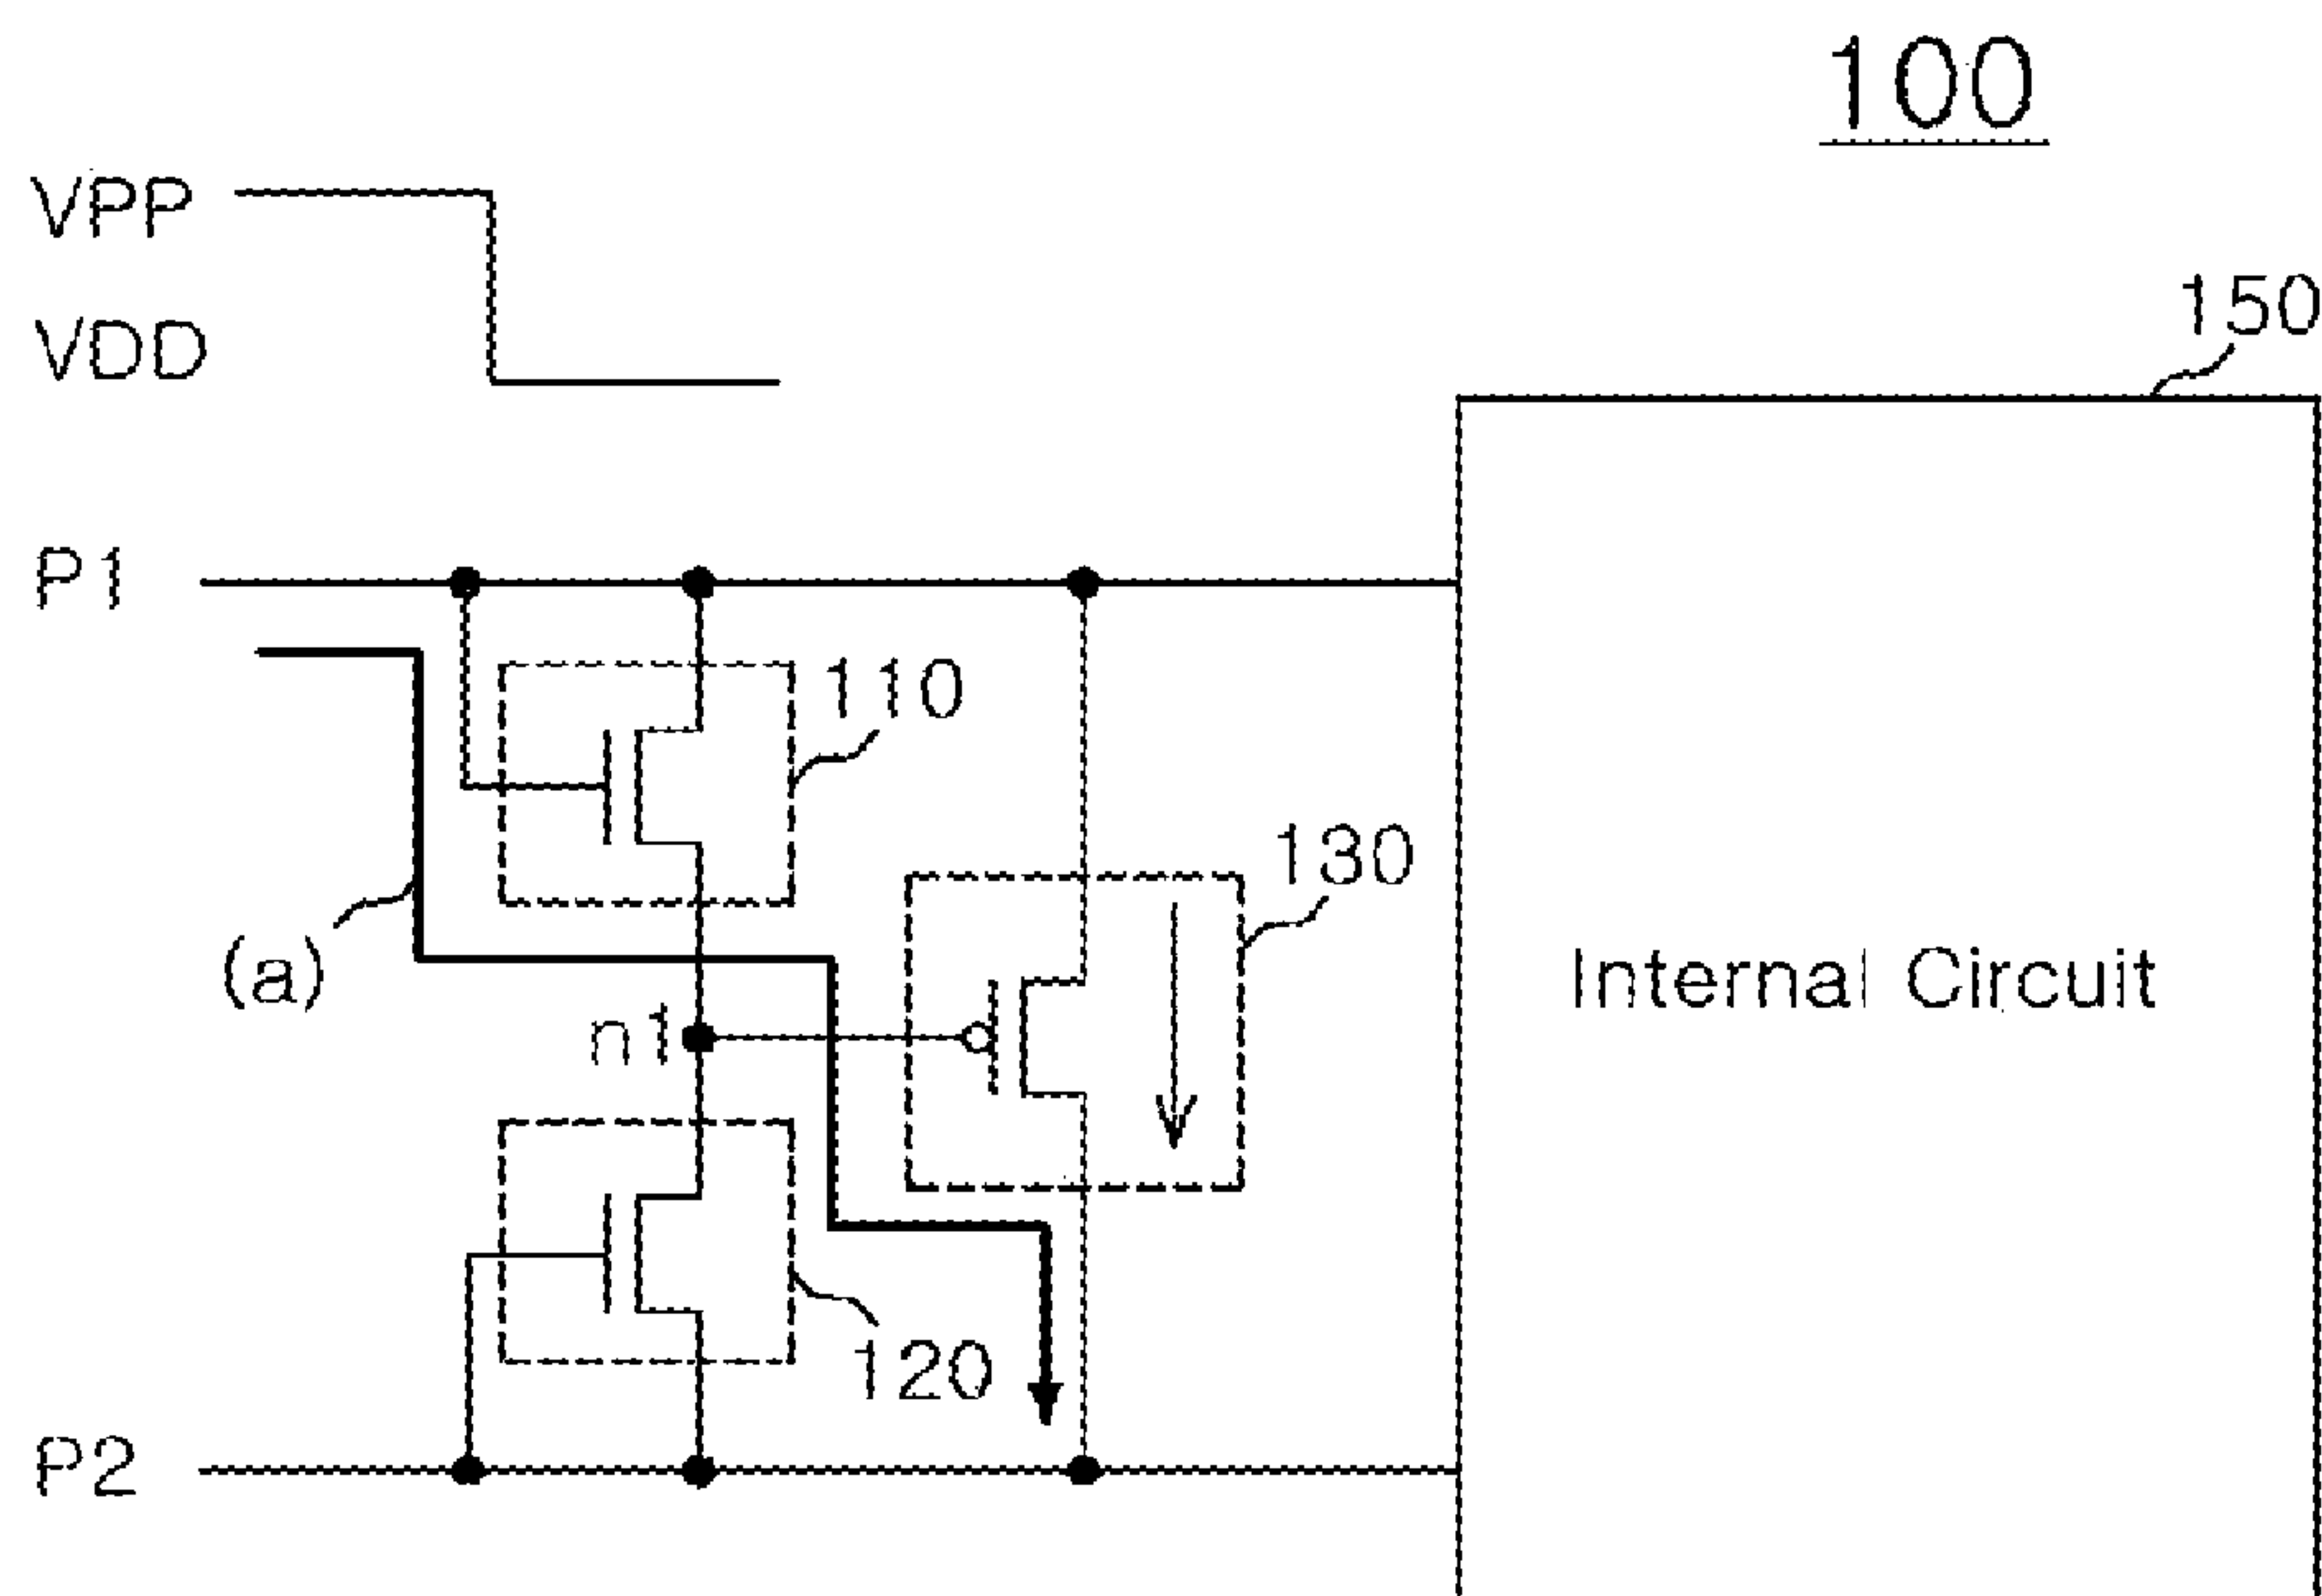 100
VPP
VDD
150
P1
110
130
(a)
Internal Circuit
n1
120
P2